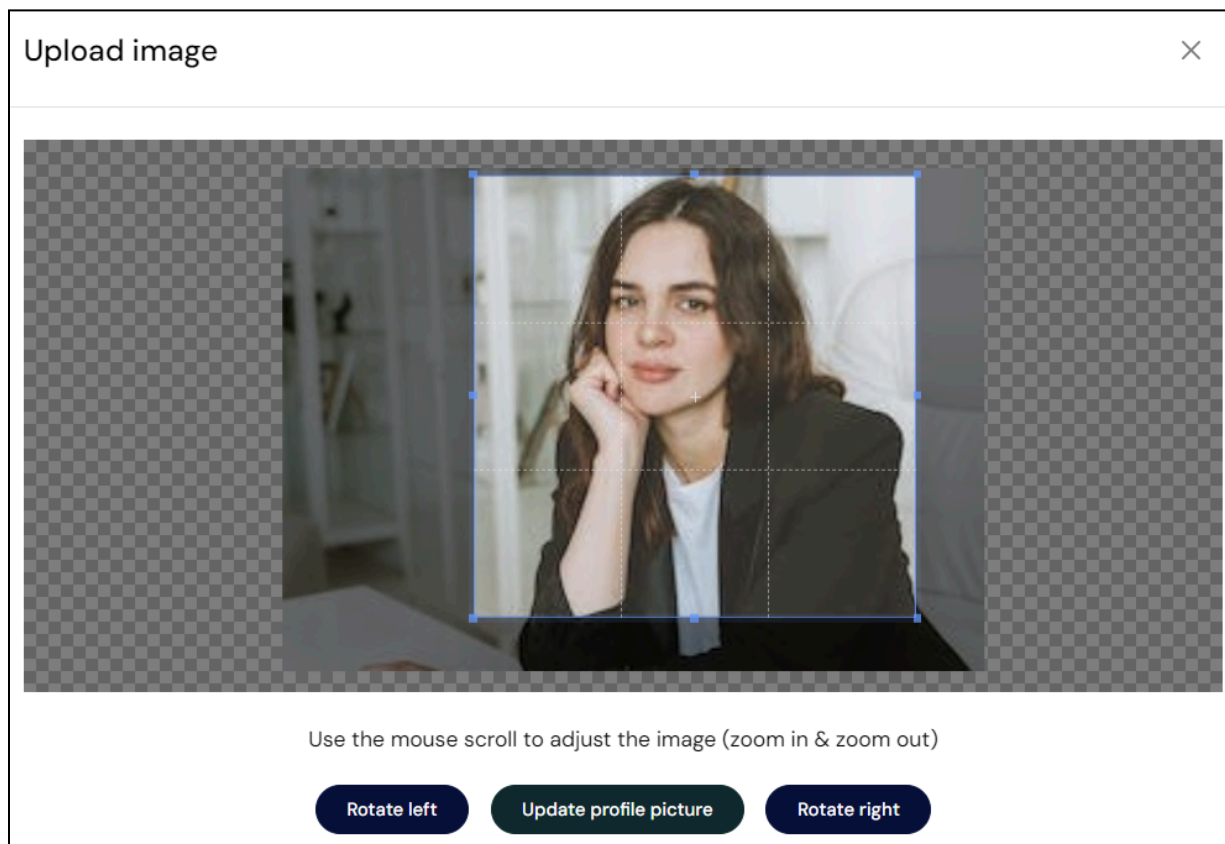 Upload image
Use the mouse scroll to adjust the image (zoom in & zoom out)
Rotate left
Update profile picture
Rotate right